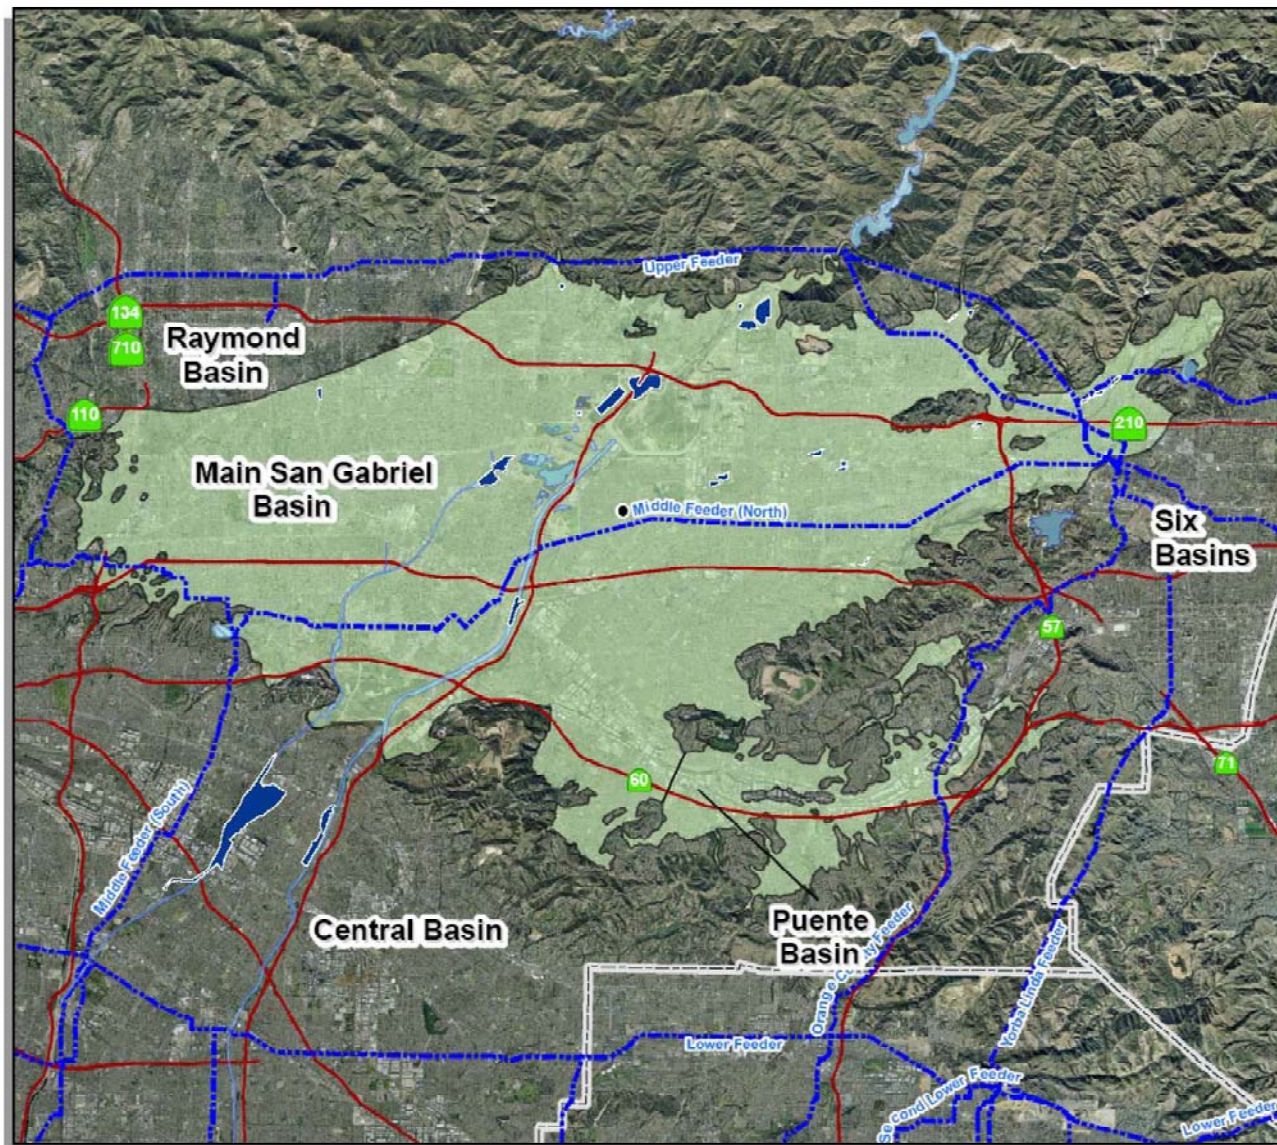 Upper Feeder
134
Raymond
Basin
710
110
210
Main San Gabriel
Basin
Middle Feeder (North)
Six
Basins
57
60
71
Middle Feeder (South)
Central Basin
Puente
Basin
Orange County Feeder
Yorba Linda Feeder
Lower Feeder
Second Lower Feeder
Lower Feeder